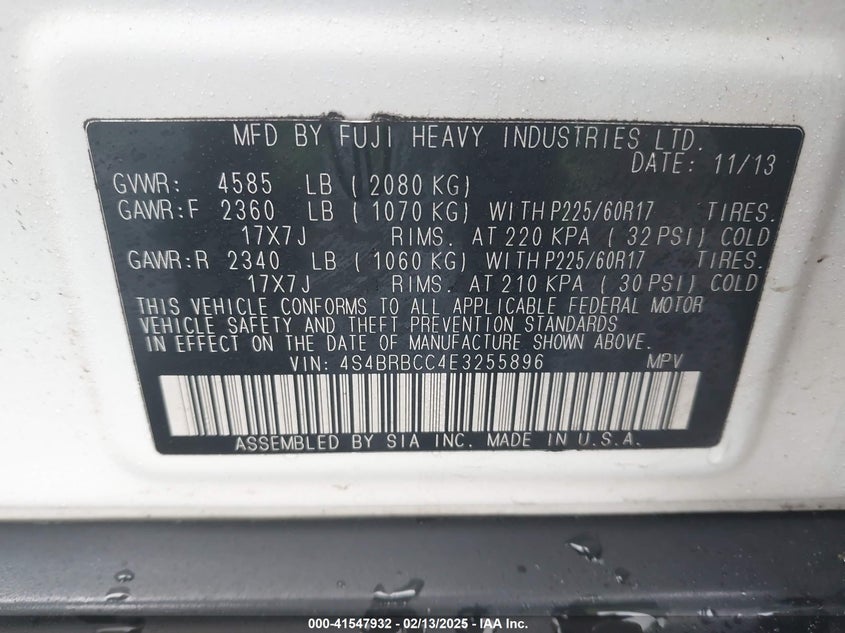 MFD BY FUJI HEAVY INDUSTRIES LTD.
DATE: 11/13
GVWR: 4585 LB ( 2080 KG)
GAWR:F 2360 LB ( 1070 KG) WITH P225/60R17 TIRES.
17X7J RIMS. AT 220 KPA ( 32 PSI) COLD
GAWR:R 2340 LB ( 1060 KG) WITH P225/60R17 TIRES.
17X7J RIMS. AT 210 KPA ( 30 PSI) COLD
THIS VEHICLE CONFORMS TO ALL APPLICABLE FEDERAL MOTOR
VEHICLE SAFETY AND THEFT PREVENTION STANDARDS
IN EFFECT ON THE DATE OF MANUFACTURE SHOWN ABOVE.
VIN: 4S4BRBCC4E3255896 MPV
ASSEMBLED BY SIA INC. MADE IN U.S.A.
000-41547932 - 02/13/2025 - IAA Inc.